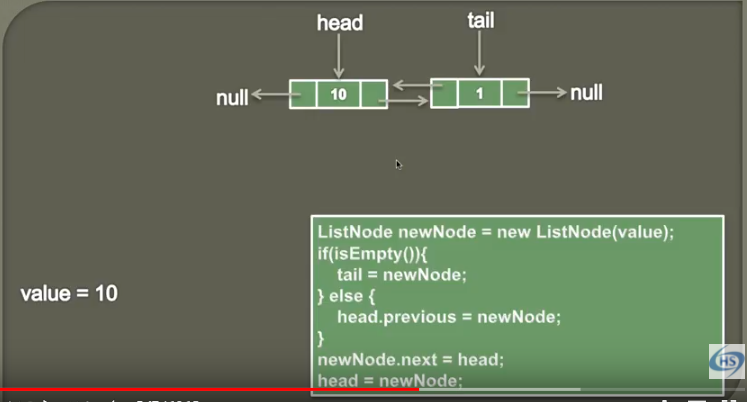 head
tail
null
10
1
null
ListNode newNode = new ListNode(value);
if(isEmpty()){
tail = newNode;
} else {
head.previous = newNode;
}
newNode.next = head;
head = newNode;
value = 10
HS